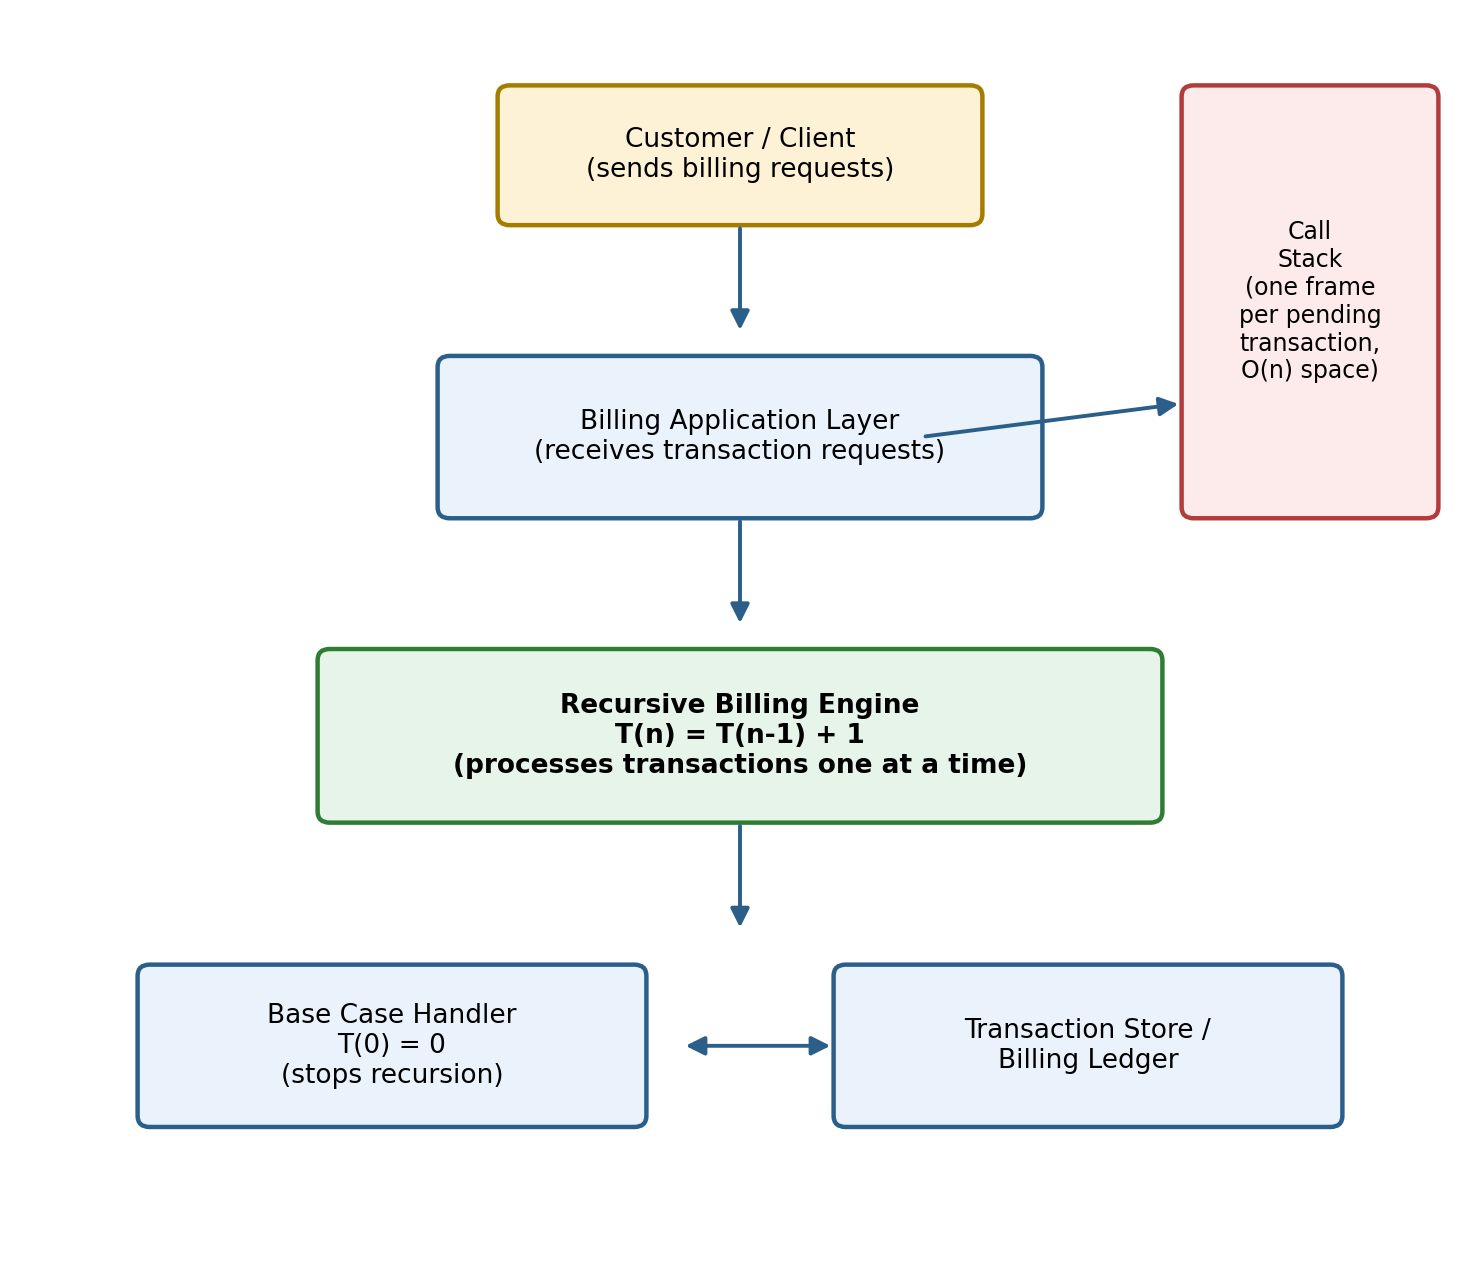 Customer / Client
(sends billing requests)
Call
Stack
(one frame
per pending
transaction,
O(n) space)
Billing Application Layer
(receives transaction requests)
Recursive Billing Engine
T(n) = T(n-1) + 1
(processes transactions one at a time)
Base Case Handler
T(0) = 0
(stops recursion)
Transaction Store /
Billing Ledger